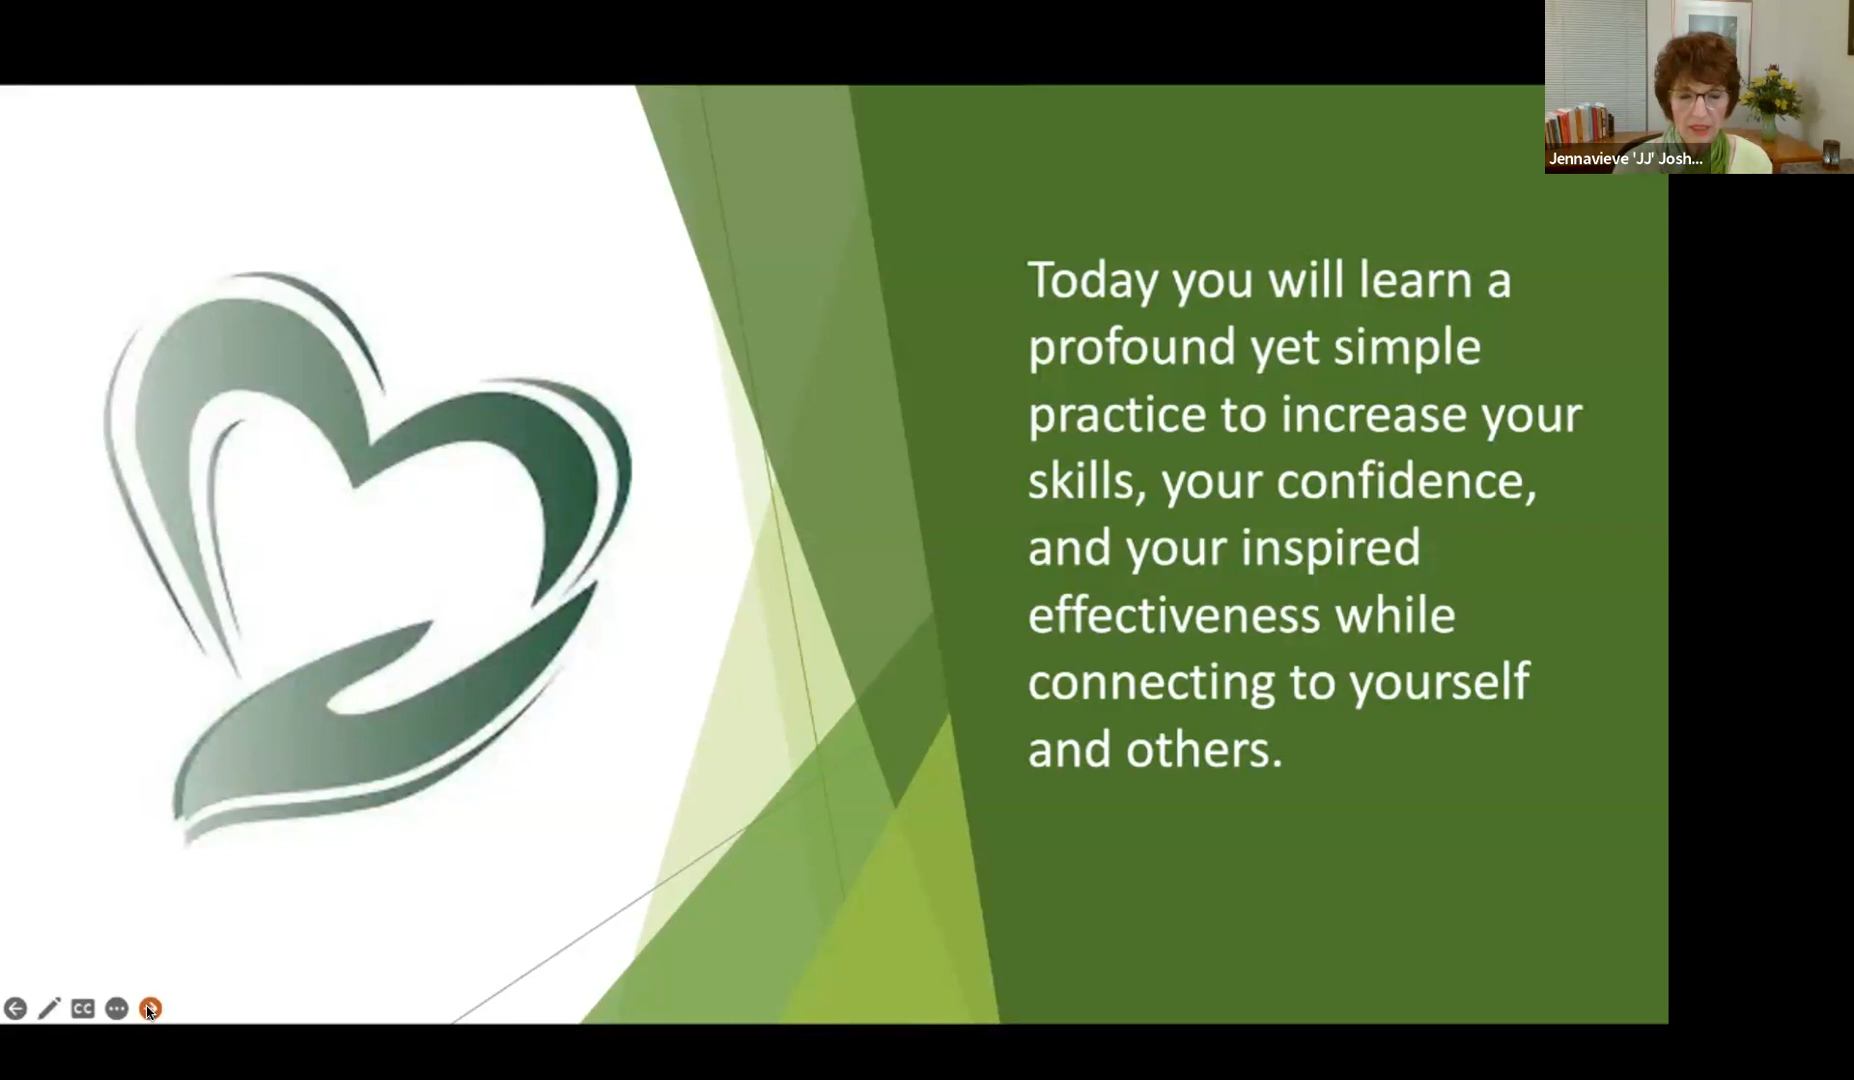 Jennavieve 'JJ' Josh...
Today you will learn a
profound yet simple
practice to increase your
skills, your confidence,
and your inspired
effectiveness while
connecting to yourself
and others.
CC